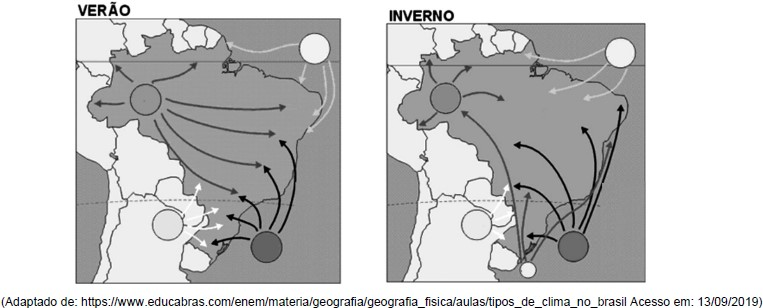 VERÃO
INVERNO
(Adaptado de: https://www.educabras.com/enem/materia/geografia/geografia_fisica/aulas/tipos_de_clima_no_brasil Acesso em: 13/09/2019)